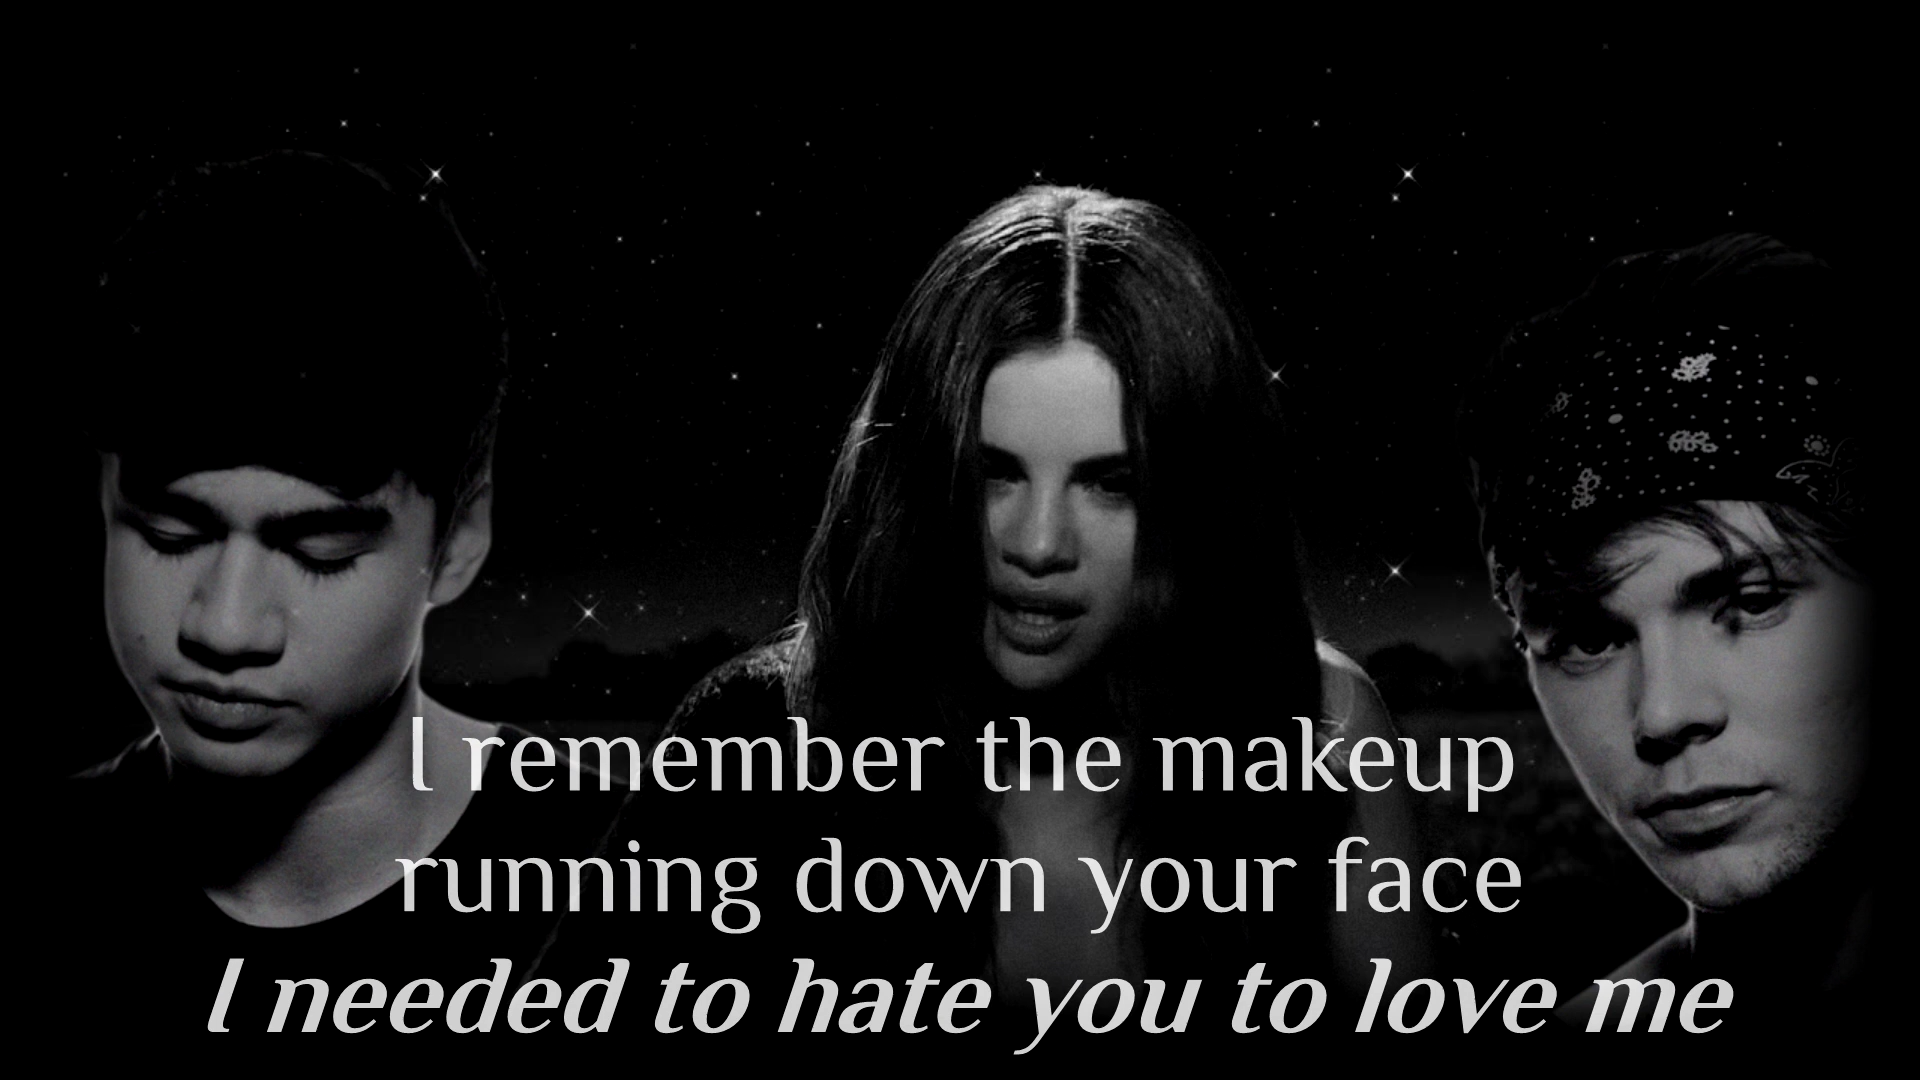 I remember the makeup
running down your face
I needed to hate you to love me